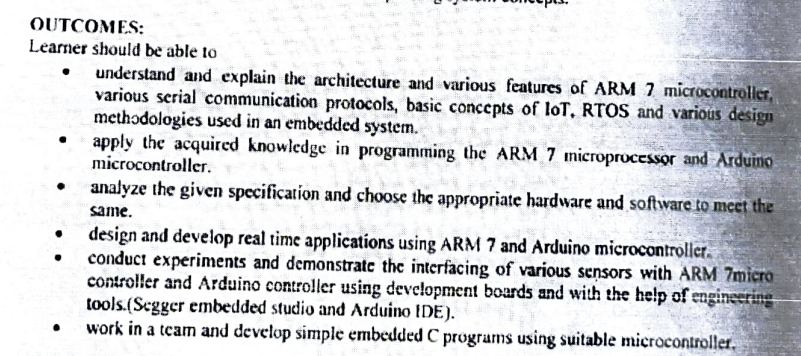 concepts.
OUTCOMES:
Learner should be able to
• understand and explain the architecture and various features of ARM 7 microcontroller,
various serial communication protocols, basic concepts of IoT, RTOS and various design
methodologies used in an embedded system.
• apply the acquired knowledge in programming the ARM 7 microprocessor and Arduino
microcontroller.
• analyze the given specification and choose the appropriate hardware and software to meet the
same.
• design and develop real time applications using ARM 7 and Arduino microcontroller.
• conduct experiments and demonstrate the interfacing of various sensors with ARM 7micro
controller and Arduino controller using development boards and with the help of engineering
tools.(Segger embedded studio and Arduino IDE).
• work in a team and develop simple embedded C programs using suitable microcontroller.